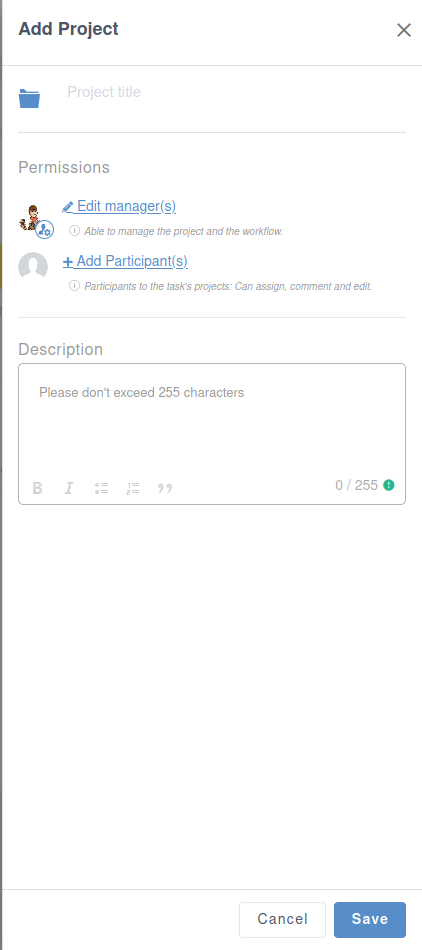 Add Project
Project title
Permissions
Edit manager(s)
Able to manage the project and the workflow.
Add Participant(s)
Participants to the task's projects: Can assign, comment and edit.
Description
Please don't exceed 255 characters
0 / 255
Cancel
Save